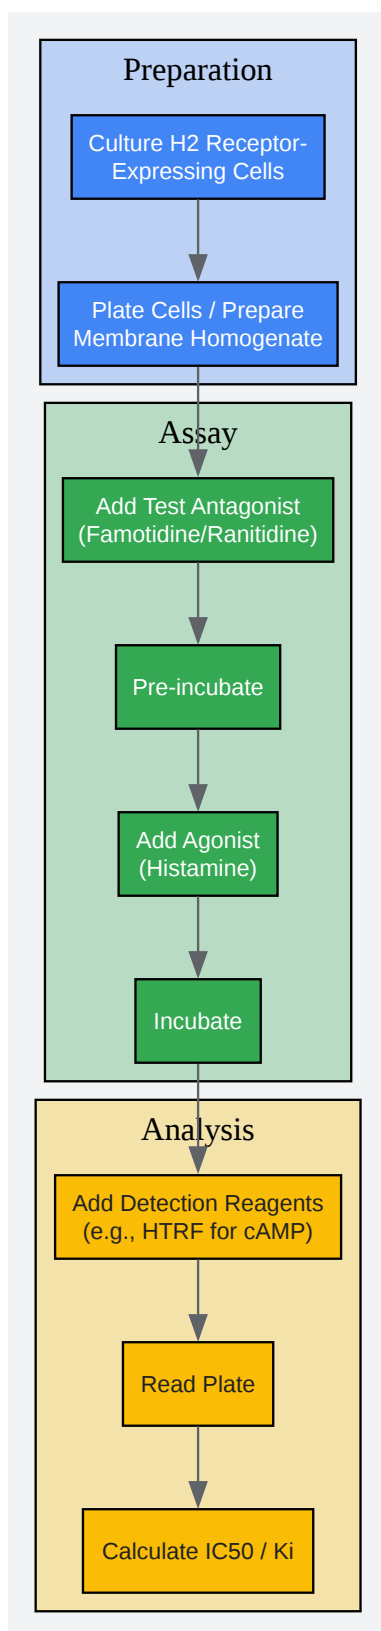 Preparation
Culture H2 Receptor-
Expressing Cells
Plate Cells / Prepare
Membrane Homogenate
Assay
Add Test Antagonist
(Famotidine/Ranitidine)
Pre-incubate
Add Agonist
(Histamine)
Incubate
Analysis
Add Detection Reagents
(e.g., HTRF for cAMP)
Read Plate
Calculate IC50 / Ki